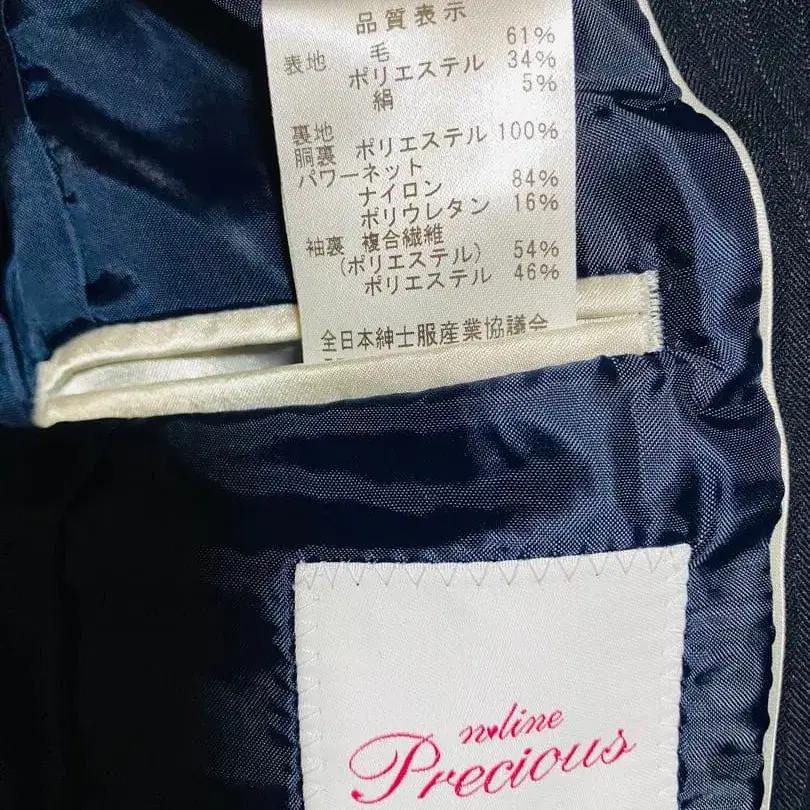 品質表示
表地 毛 61%
ポリエステル 34%
絹 5%
裏地
胴裏 ポリエステル 100%
パワーネット
ナイロン 84%
ポリウレタン 16%
袖裏 複合繊維
(ポリエステル) 54%
ポリエステル 46%
全日本紳士服産業協議会
n♥line
Precious